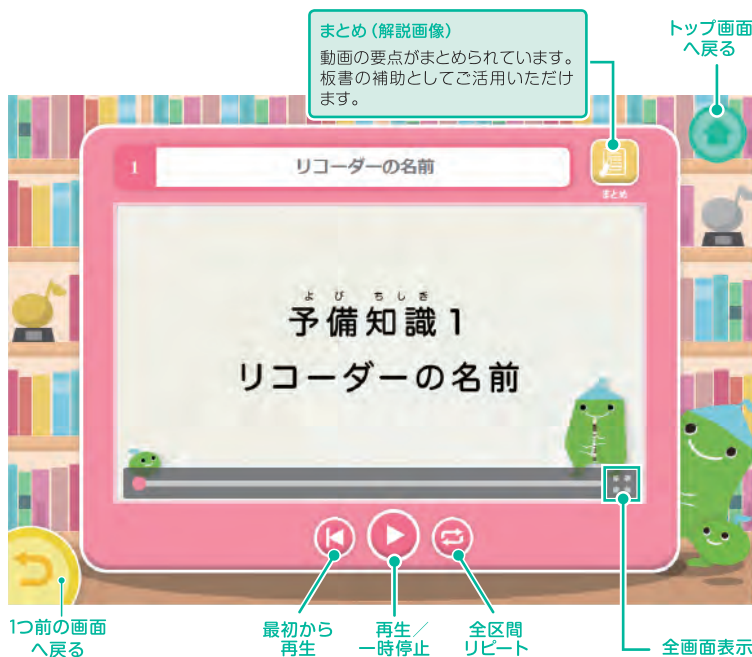 まとめ（解説画像）
動画の要点がまとめられています。
板書の補助としてご活用いただけ
ます。
トップ画面
へ戻る
1
リコーダーの名前
まとめ
よびちしき
予備知識1
リコーダーの名前
1つ前の画面
へ戻る
最初から
再生
再生／
一時停止
全区間
リピート
全画面表示